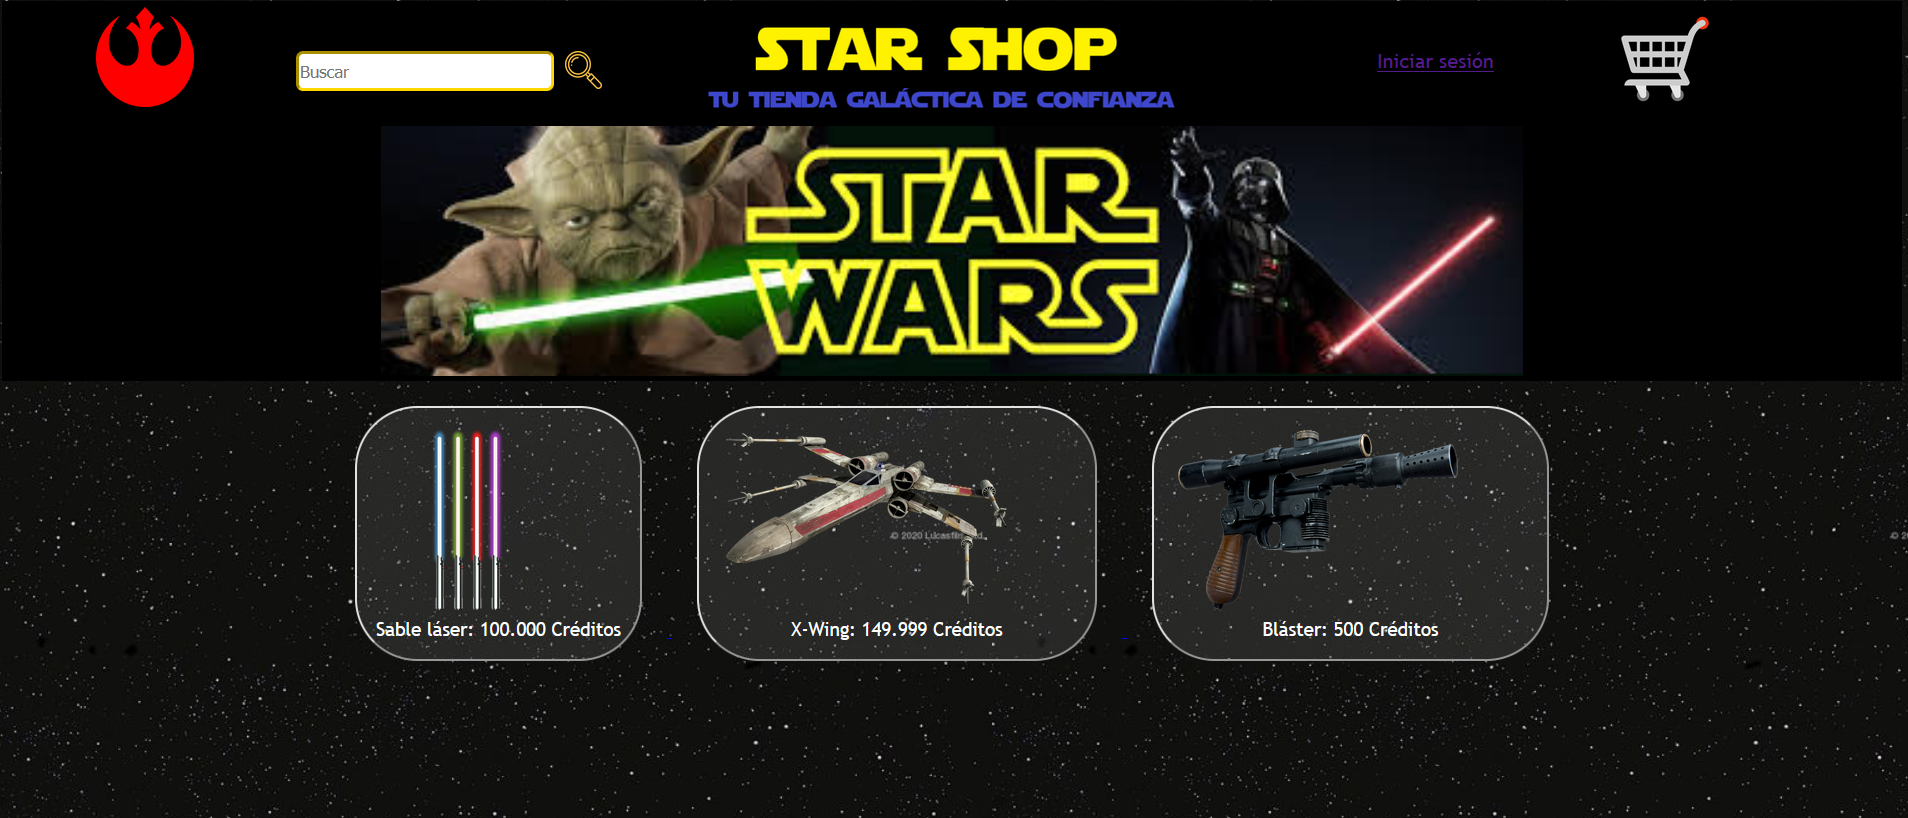 Buscar
STAR SHOP
TU TIENDA GALÁCTICA DE CONFIANZA
Iniciar sesión
STAR
WARS
© 2020 Lucasfilm Ltd.
© 20
Sable láser: 100.000 Créditos
X-Wing: 149.999 Créditos
Bláster: 500 Créditos